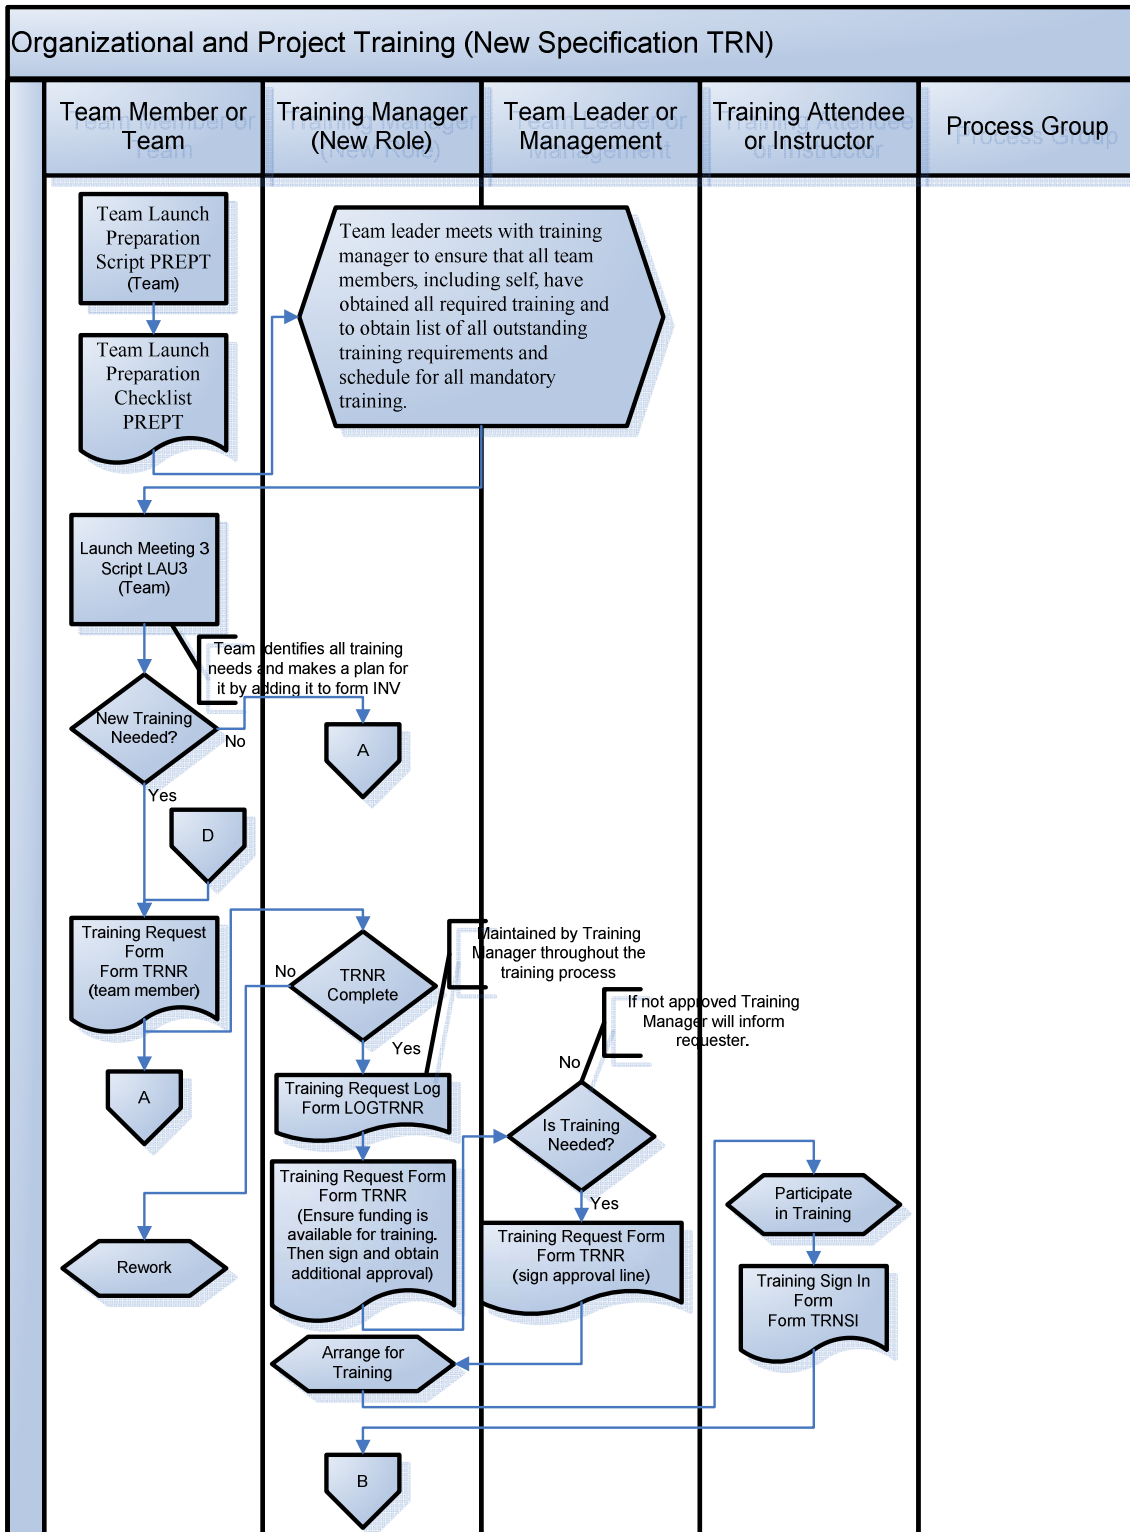 Organizational and Project Training (New Specification TRN)
Team Member or
Team
Training Manager
(New Role)
Team Leader or
Management
Training Attendee
or Instructor
Process Group
Team Launch
Preparation
Script PREPT
(Team)
Team leader meets with training
manager to ensure that all team
members, including self, have
obtained all required training and
to obtain list of all outstanding
training requirements and
schedule for all mandatory
training.
Team Launch
Preparation
Checklist
PREPT
Launch Meeting 3
Script LAU3
(Team)
Team identifies all training
needs and makes a plan for
it by adding it to form INV
New Training
Needed?
No
A
Yes
D
Training Request
Form
Form TRNR
(team member)
A
No
TRNR
Complete
Yes
Maintained by Training
Manager throughout the
training process
If not approved Training
Manager will inform
requester.
No
Training Request Log
Form LOGTRNR
Is Training
Needed?
Yes
Training Request Form
Form TRNR
(Ensure funding is
available for training.
Then sign and obtain
additional approval)
Training Request Form
Form TRNR
(sign approval line)
Participate
in Training
Rework
Training Sign In
Form
Form TRNSI
Arrange for
Training
B